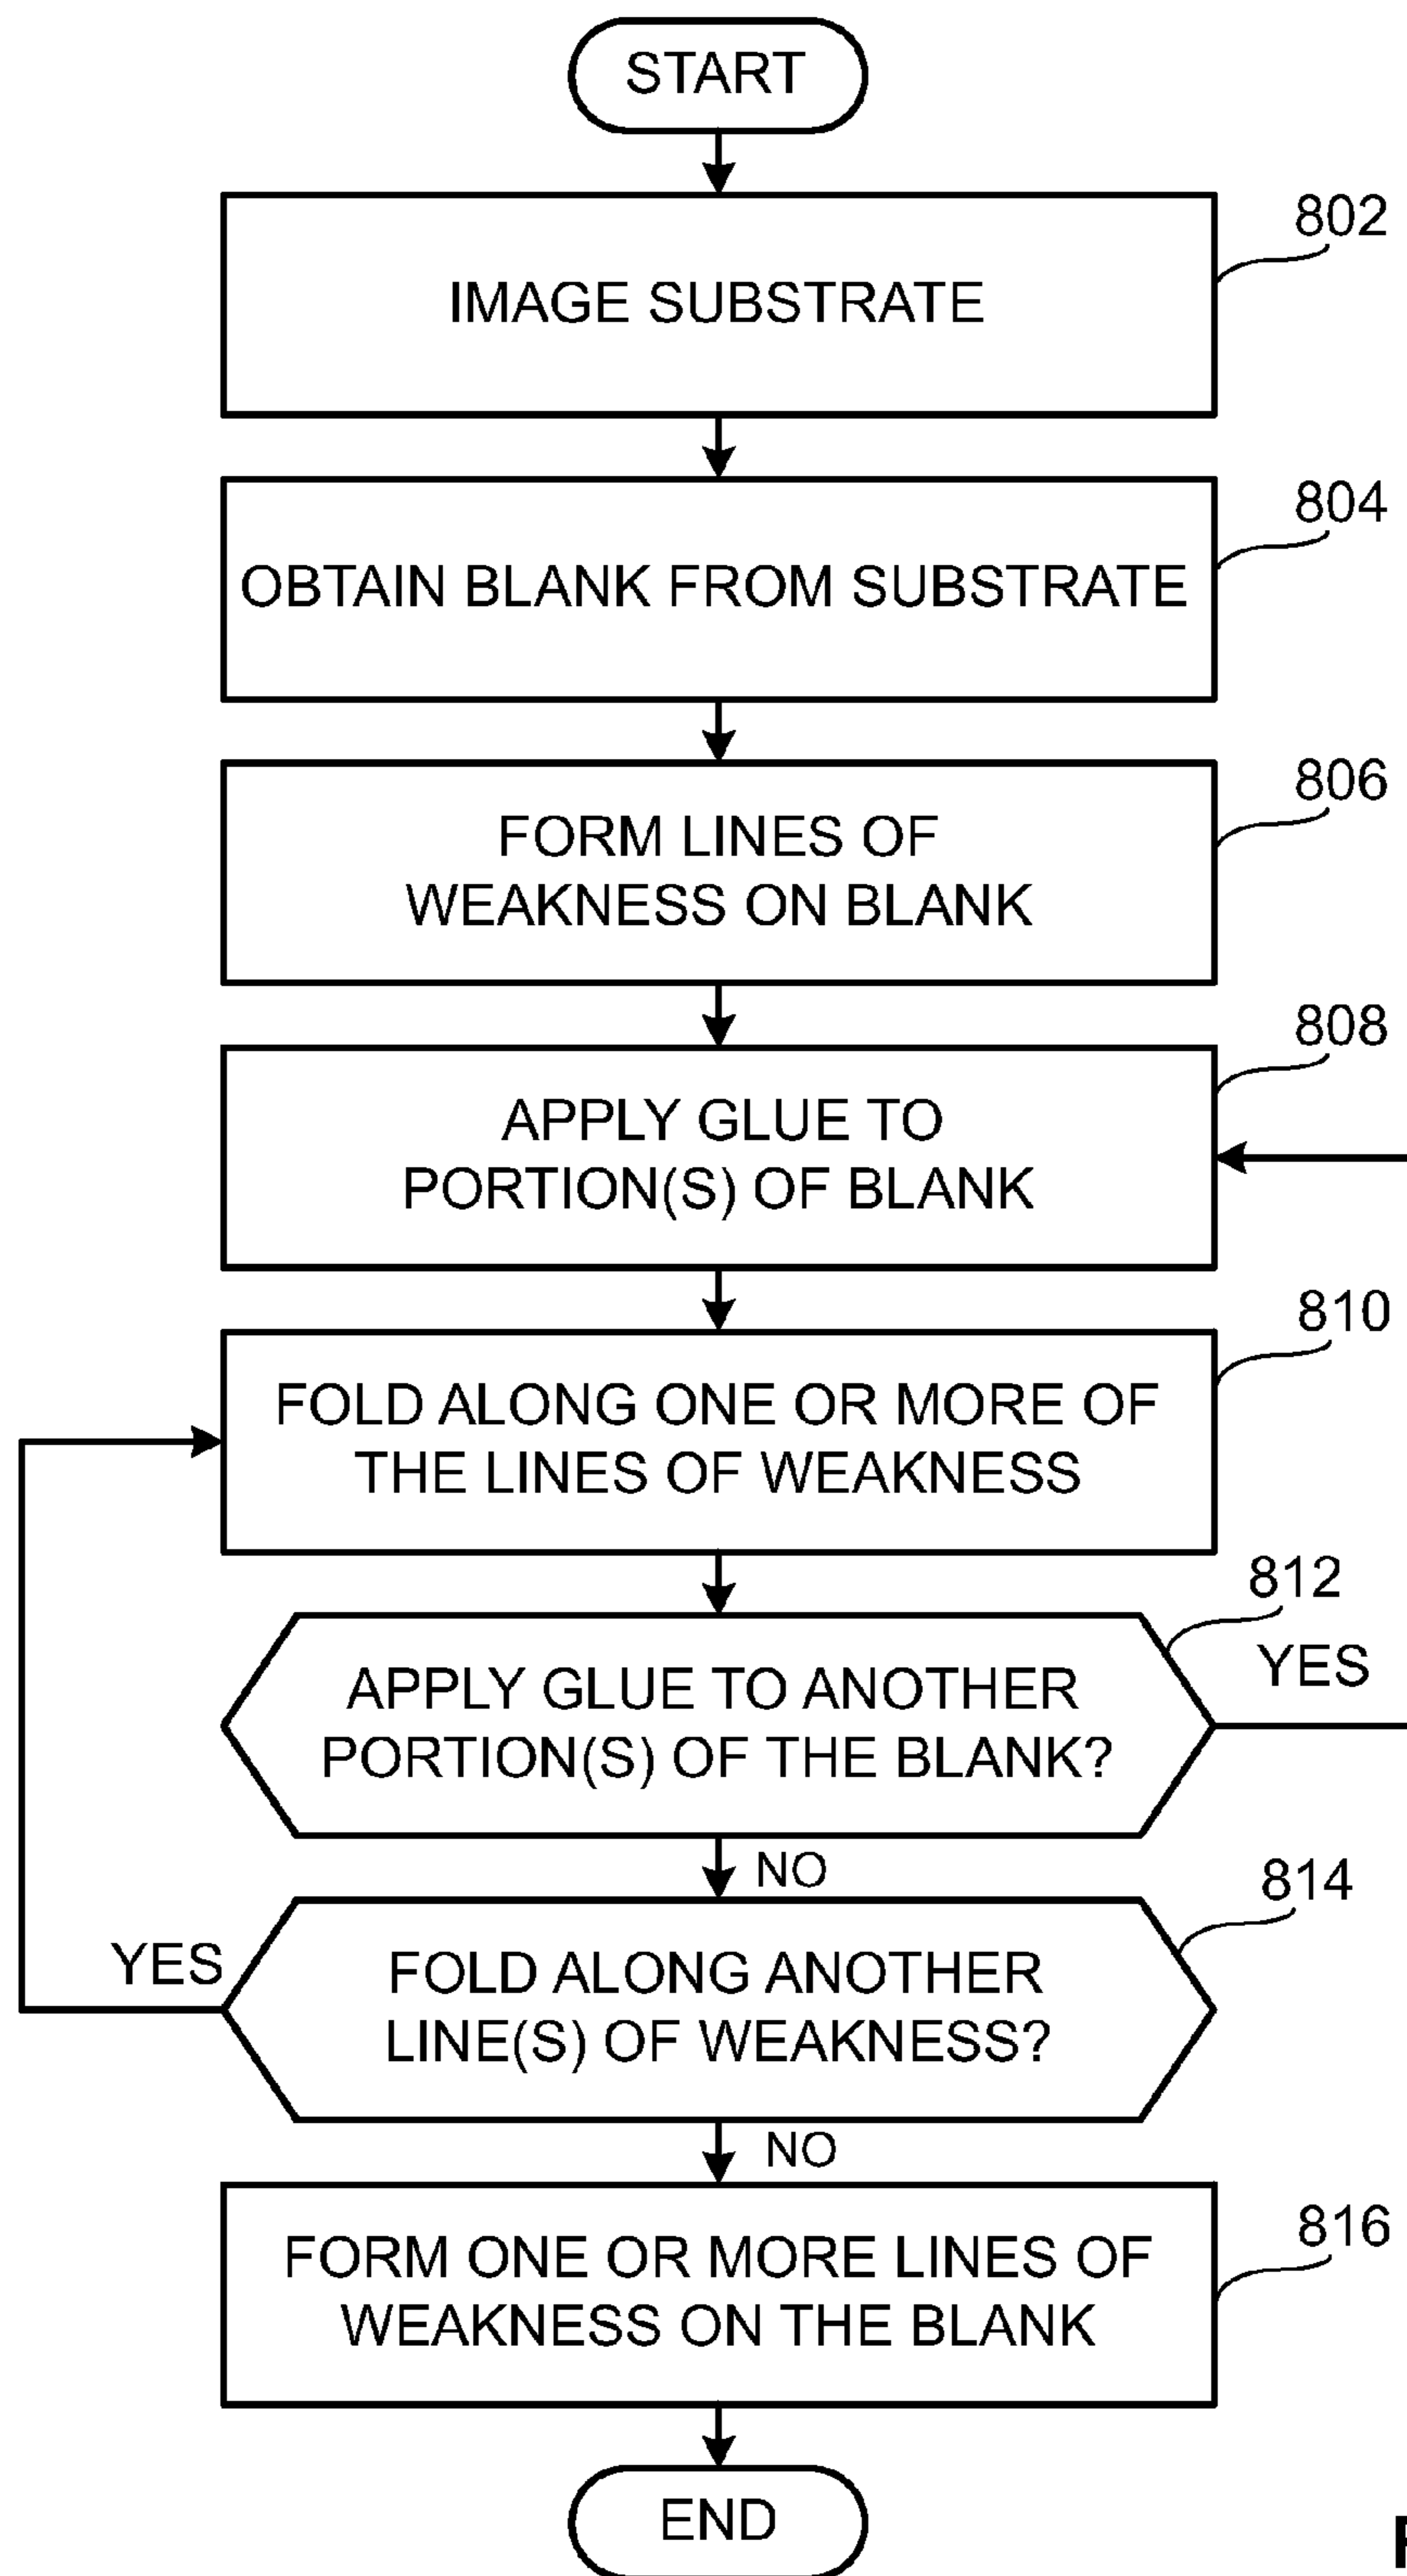 START
802
IMAGE SUBSTRATE
804
OBTAIN BLANK FROM SUBSTRATE
806
FORM LINES OF
WEAKNESS ON BLANK
808
APPLY GLUE TO
PORTION(S) OF BLANK
810
FOLD ALONG ONE OR MORE OF
THE LINES OF WEAKNESS
812
YES
APPLY GLUE TO ANOTHER
PORTION(S) OF THE BLANK?
NO
814
YES
FOLD ALONG ANOTHER
LINE(S) OF WEAKNESS?
NO
816
FORM ONE OR MORE LINES OF
WEAKNESS ON THE BLANK
END